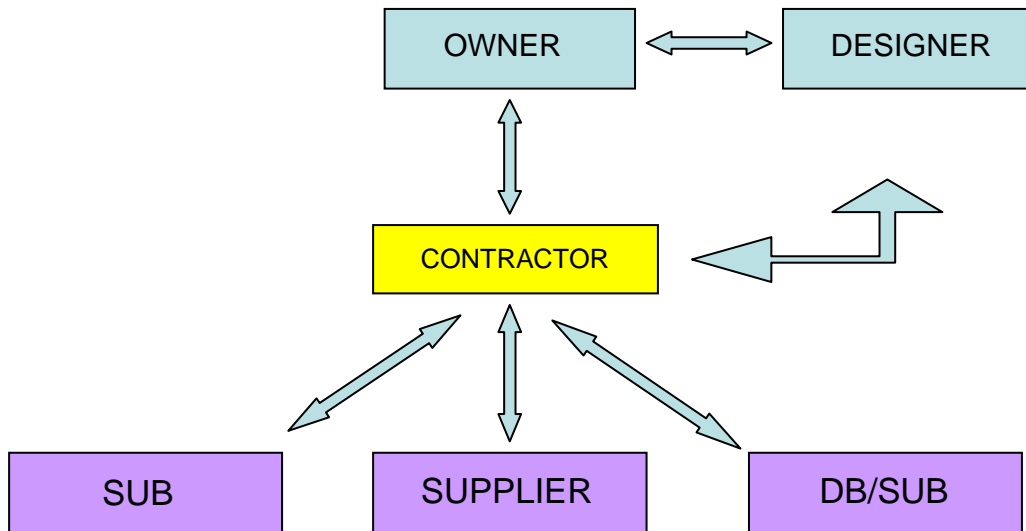 OWNER
DESIGNER
CONTRACTOR
SUB
SUPPLIER
DB/SUB